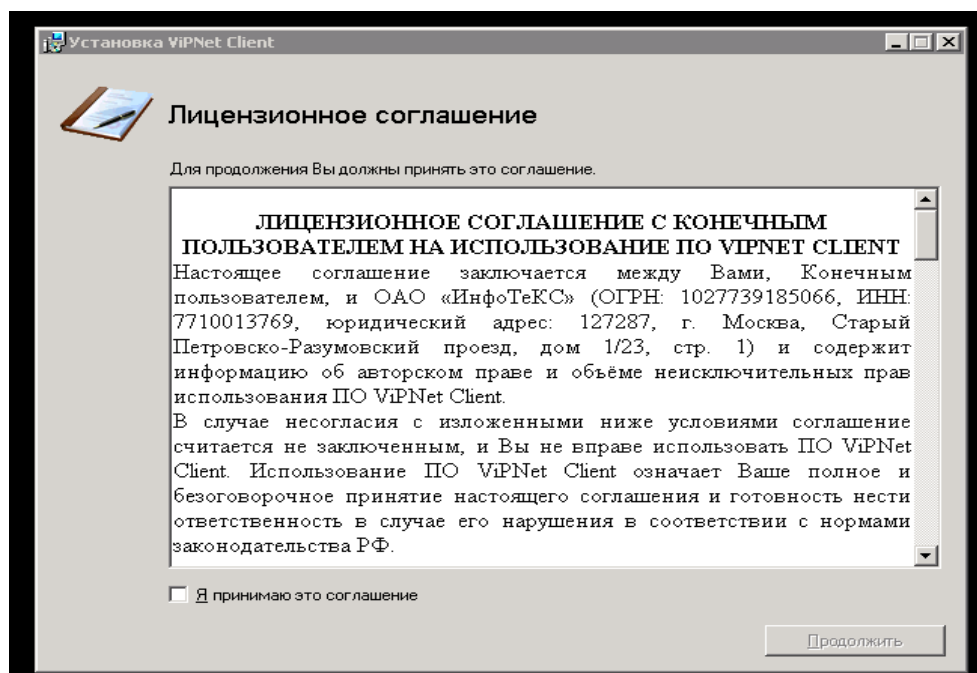 Установка ViPNet Client
Лицензионное соглашение
Для продолжения Вы должны принять это соглашение.
ЛИЦЕНЗИОННОЕ СОГЛАШЕНИЕ С КОНЕЧНЫМ
ПОЛЬЗОВАТЕЛЕМ НА ИСПОЛЬЗОВАНИЕ ПО VIPNET CLIENT
Настоящее соглашение заключается между Вами, Конечным
пользователем, и ОАО «ИнфоТеКС» (ОГРН: 1027739185066, ИНН:
7710013769, юридический адрес: 127287, г. Москва, Старый
Петровско-Разумовский проезд, дом 1/23, стр. 1) и содержит
информацию об авторском праве и объёме неисключительных прав
использования ПО ViPNet Client.
В случае несогласия с изложенными ниже условиями соглашение
считается не заключенным, и Вы не вправе использовать ПО ViPNet
Client. Использование ПО ViPNet Client означает Ваше полное и
безоговорочное принятие настоящего соглашения и готовность нести
ответственность в случае его нарушения в соответствии с нормами
законодательства РФ.
Я принимаю это соглашение
Продолжить